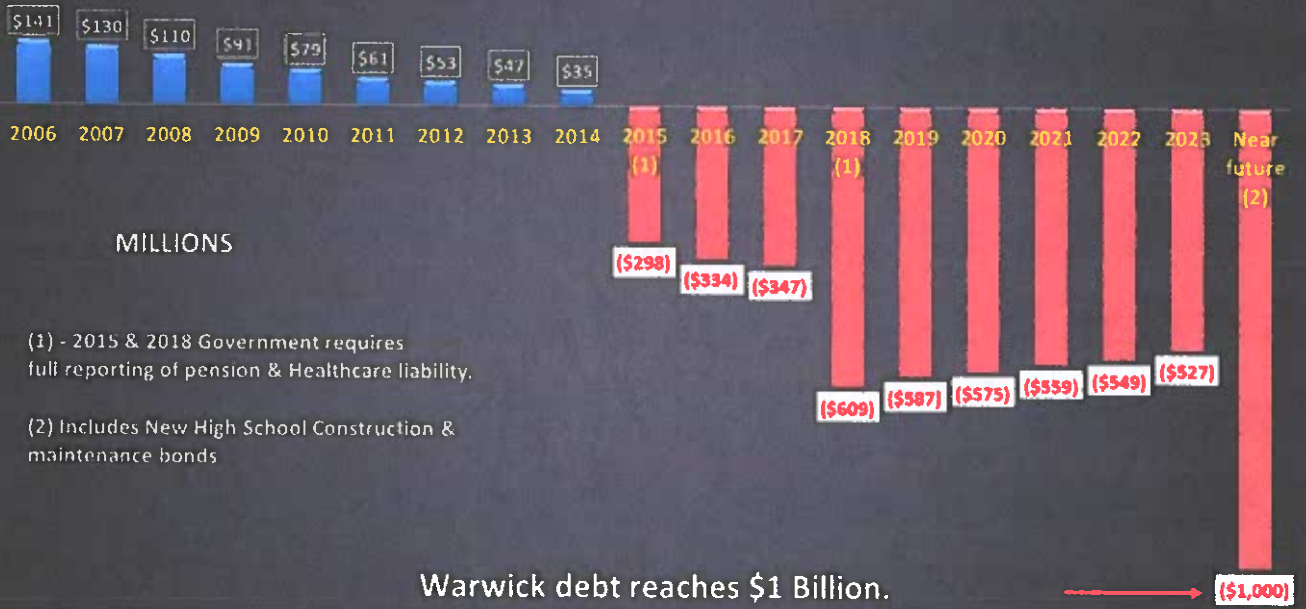 $141 $130 $110 $91 $79 $61 $53 $47 $35
2006 2007 2008 2009 2010 2011 2012 2013 2014 2015 2016 2017 2018 2019 2020 2021 2022 2023 Near
(1) (1) future
(2)
MILLIONS
($298) ($334) ($347)
(1) - 2015 & 2018 Government requires
full reporting of pension & Healthcare liability.
($609) ($587) ($575) ($559) ($549) ($527)
(2) Includes New High School Construction &
maintenance bonds
Warwick debt reaches $1 Billion.
($1,000)